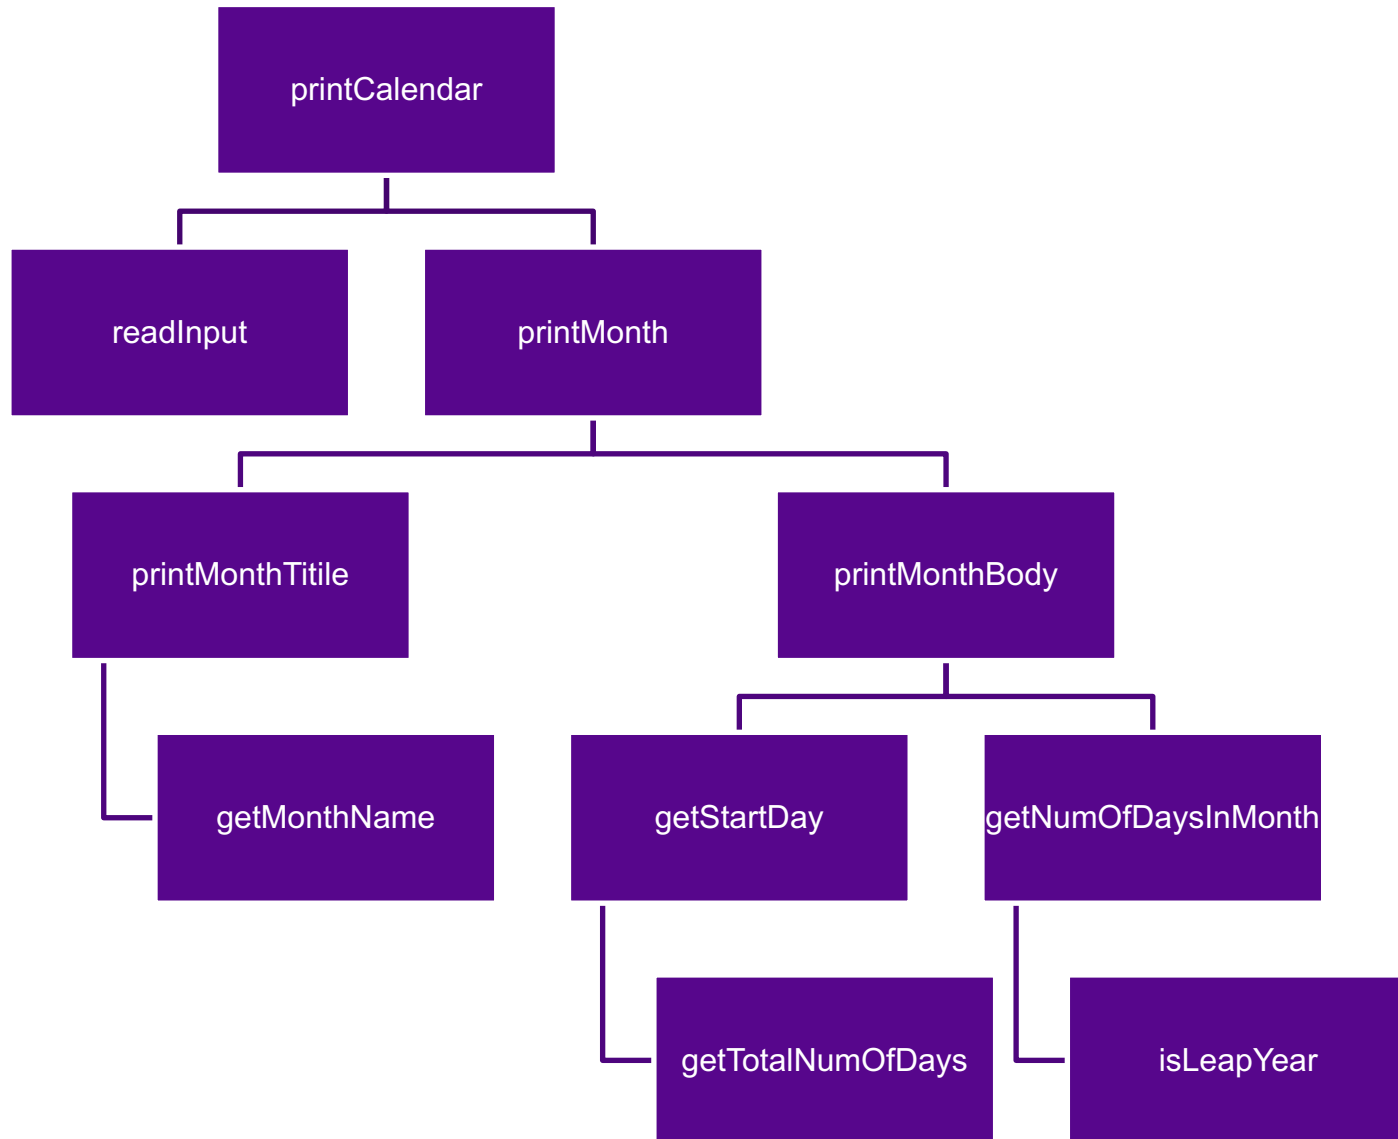 printCalendar
readInput
printMonth
printMonthTitile
printMonthBody
getMonthName
getStartDay
getNumOfDaysInMonth
getTotalNumOfDays
isLeapYear